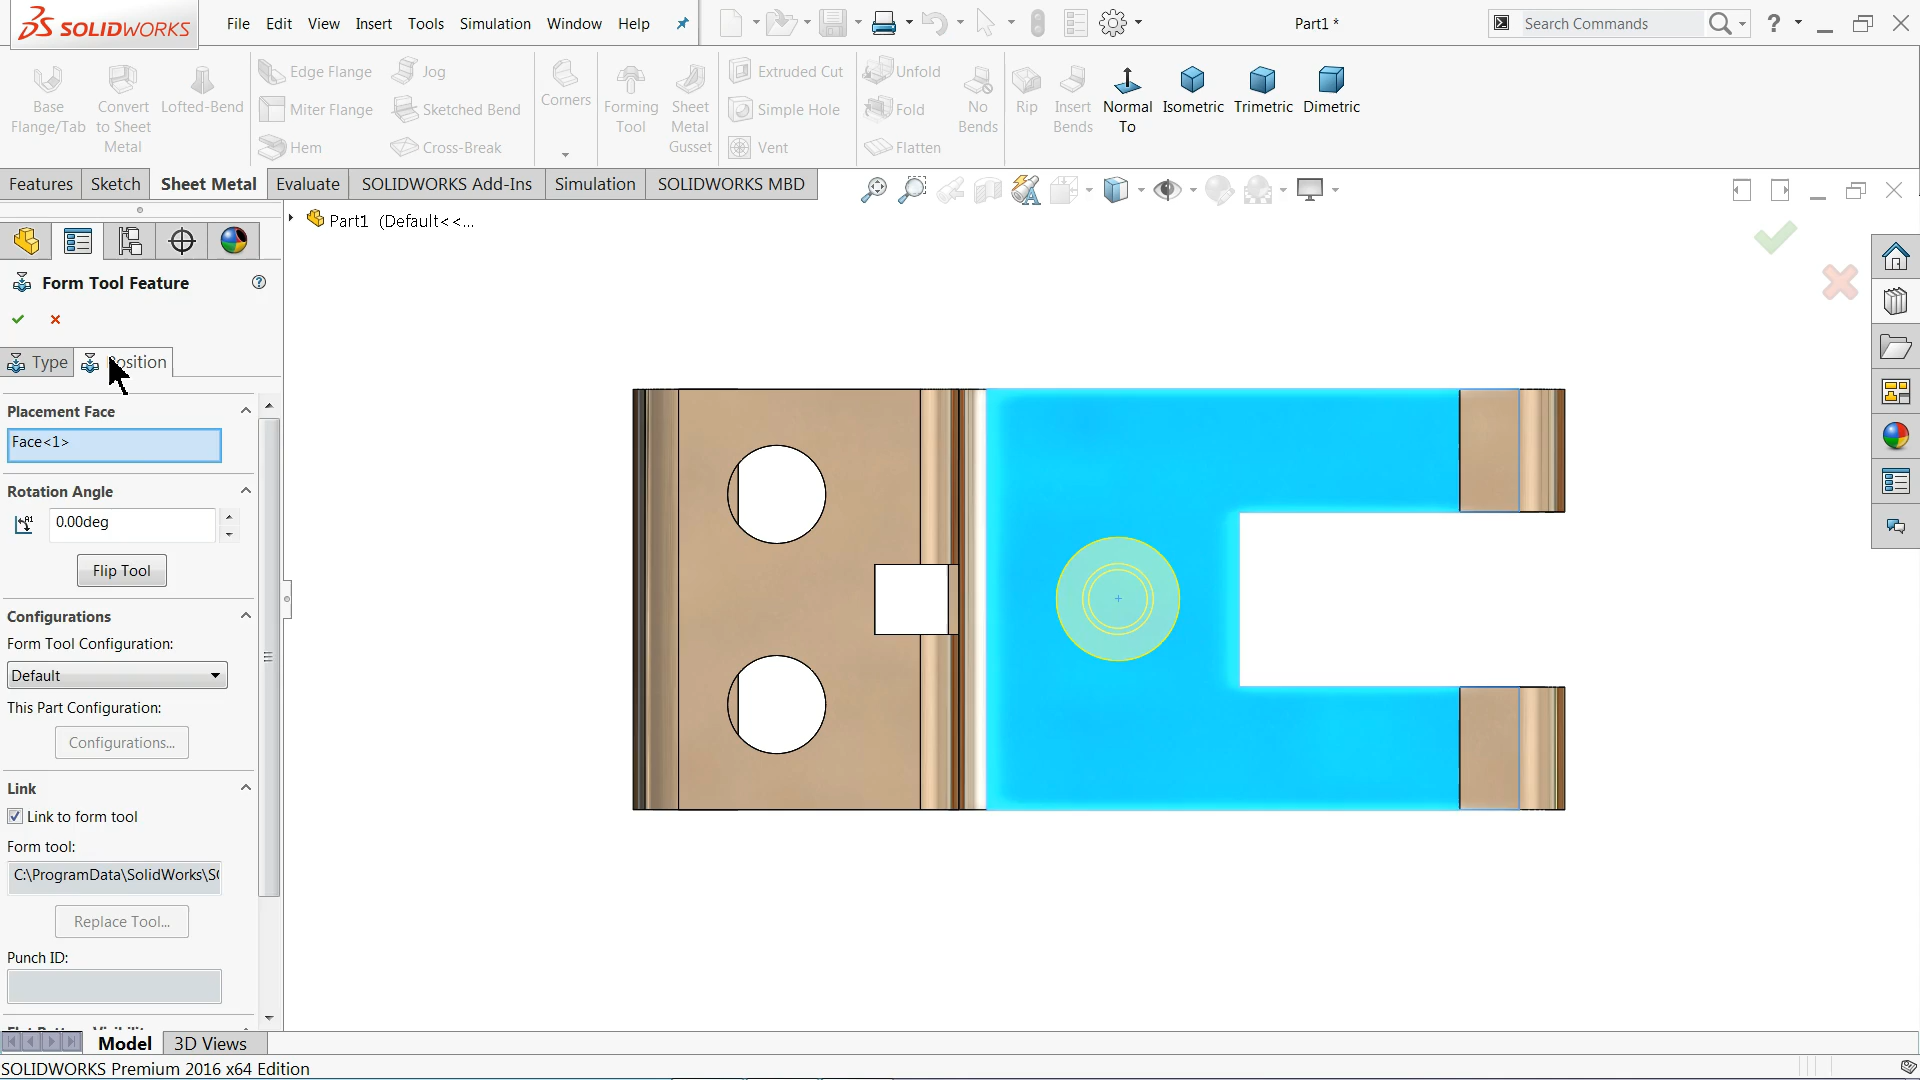 SOLIDWORKS
File Edit View Insert Tools Simulation Window Help
Part1 *
Search Commands
Base Flange/Tab
Convert to Sheet Metal
Lofted-Bend
Edge Flange
Miter Flange
Hem
Jog
Sketched Bend
Cross-Break
Corners
Forming Tool
Sheet Metal Gusset
Extruded Cut
Simple Hole
Vent
Unfold
Fold
Flatten
No Bends
Rip
Insert Bends
Normal To
Isometric
Trimetric
Dimetric
Features Sketch Sheet Metal Evaluate SOLIDWORKS Add-Ins Simulation SOLIDWORKS MBD
Part1 (Default<<...
Form Tool Feature
Type
osition
Placement Face
Face<1>
Rotation Angle
0.00deg
Flip Tool
Configurations
Form Tool Configuration:
Default
This Part Configuration:
Configurations...
Link
Link to form tool
Form tool:
C:\ProgramData\SolidWorks\S
Replace Tool...
Punch ID:
Model 3D Views
SOLIDWORKS Premium 2016 x64 Edition